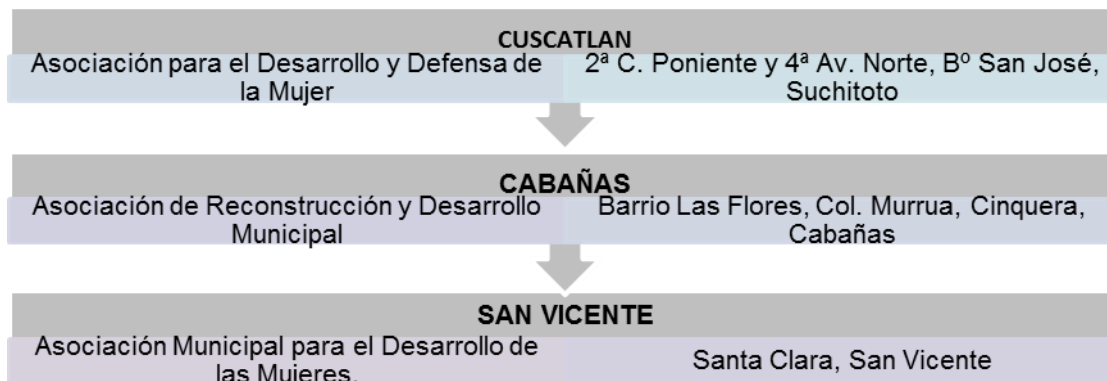 CUSCATLAN
Asociación para el Desarrollo y Defensa de
la Mujer
2ª C. Poniente y 4ª Av. Norte, Bº San José,
Suchitoto
CABAÑAS
Asociación de Reconstrucción y Desarrollo
Municipal
Barrio Las Flores, Col. Murrua, Cinquera,
Cabañas
SAN VICENTE
Asociación Municipal para el Desarrollo de
las Mujeres.
Santa Clara, San Vicente